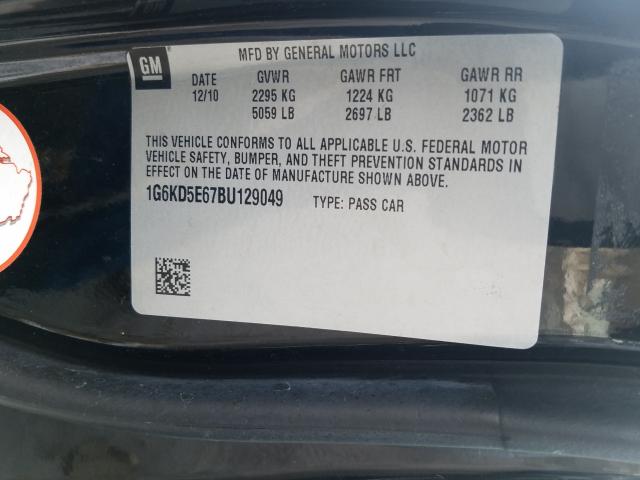 GM
MFD BY GENERAL MOTORS LLC
DATE GVWR GAWR FRT GAWR RR
12/10 2295 KG 1224 KG 1071 KG
5059 LB 2697 LB 2362 LB
THIS VEHICLE CONFORMS TO ALL APPLICABLE U.S. FEDERAL MOTOR
VEHICLE SAFETY, BUMPER, AND THEFT PREVENTION STANDARDS IN
EFFECT ON THE DATE OF MANUFACTURE SHOWN ABOVE.
1G6KD5E67BU129049 TYPE: PASS CAR